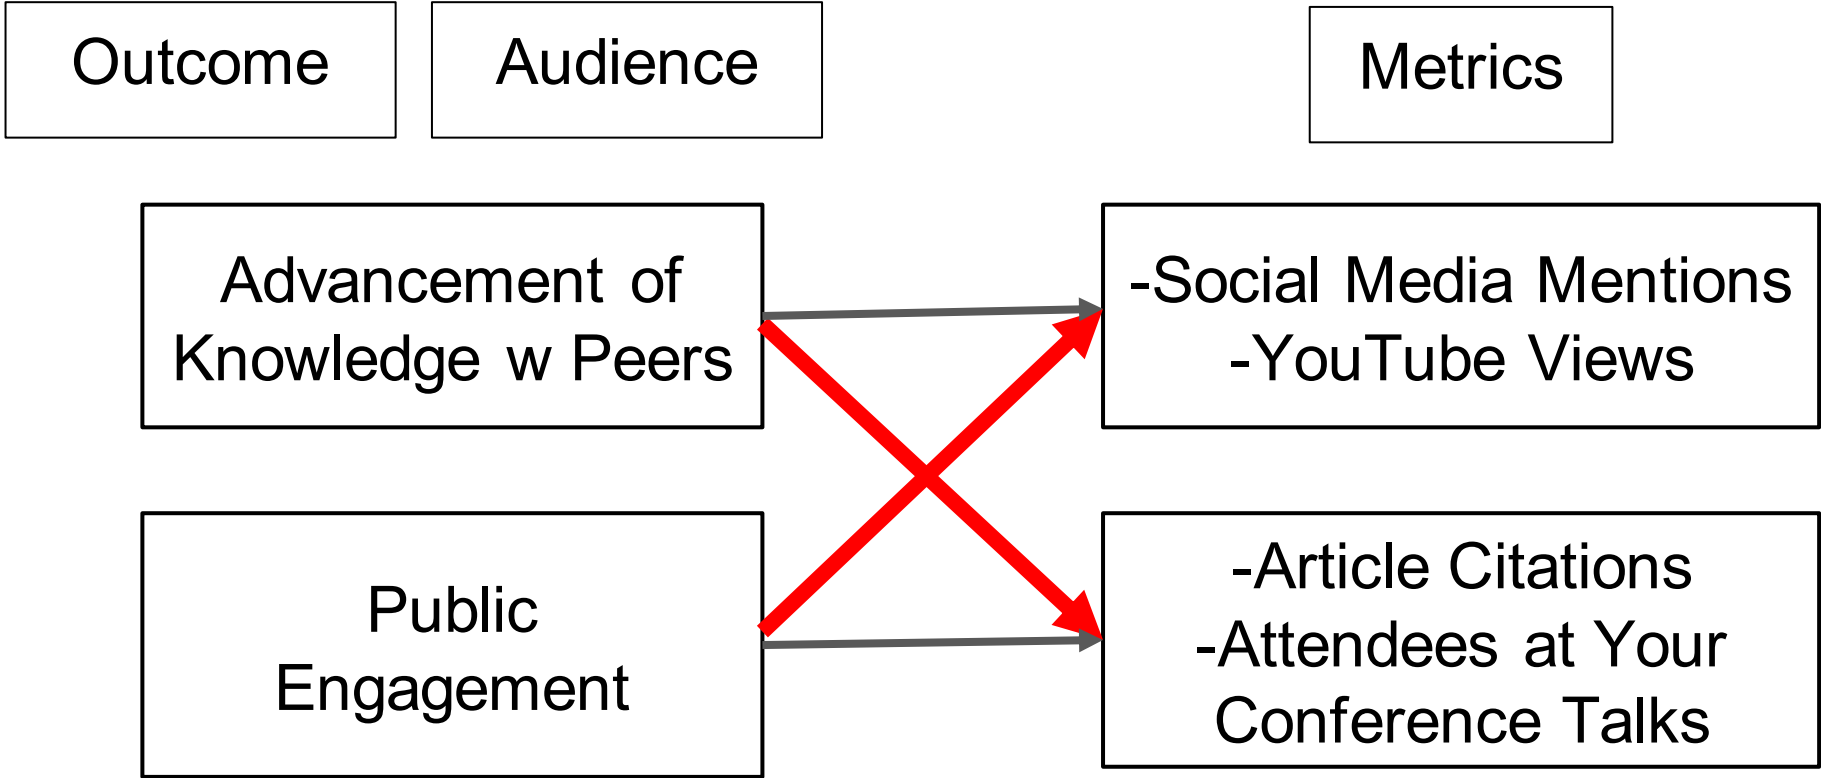 Outcome
Audience
Metrics
Advancement of
Knowledge w Peers
-Social Media Mentions
-YouTube Views
Public
Engagement
-Article Citations
-Attendees at Your
Conference Talks